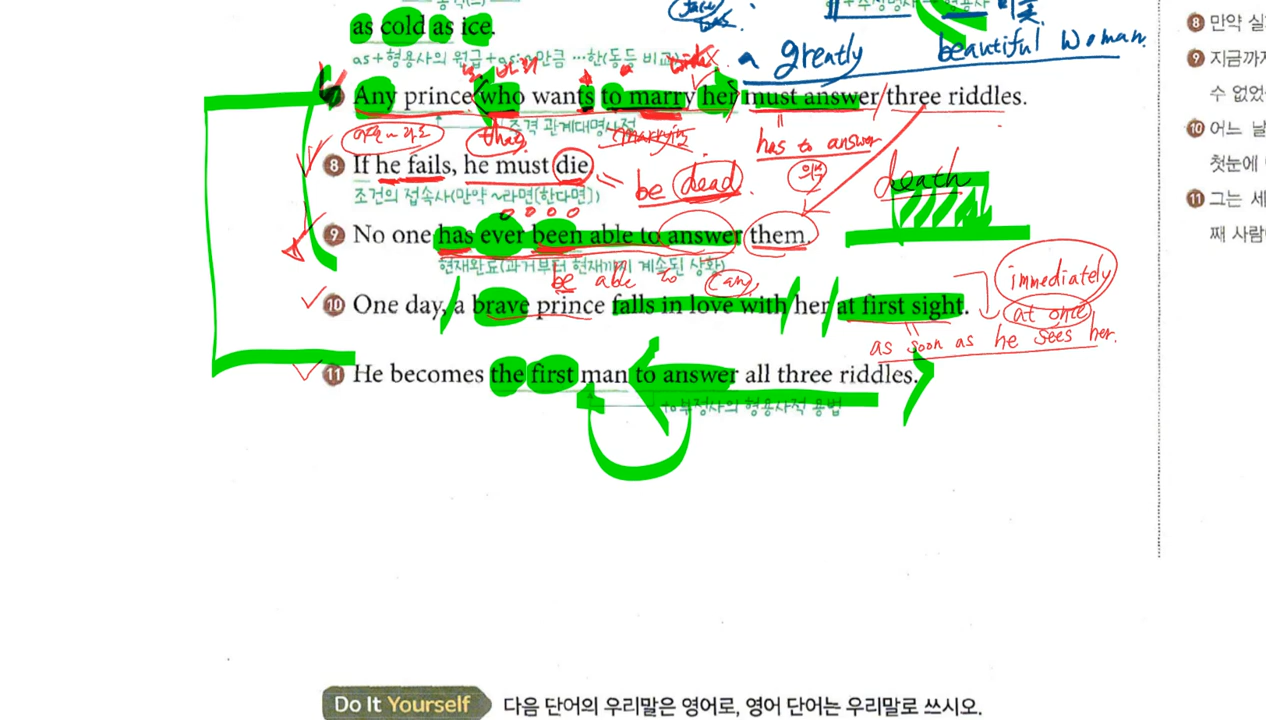 as cold as ice.
as+형용사의 원급+as: …만큼 …한(동등 비교)
a greatly beautiful woman.
Any prince who wants to marry her must answer three riddles.
주격 관계대명사절
that
has to answer
8 If he fails, he must die
be dead.
death
조건의 접속사(만약 ~라면[한다면])
9 No one has ever been able to answer them.
현재완료(과거부터 현재까지 계속된 상황)
be able to (can)
immediately
10 One day, a brave prince falls in love with her at first sight.
at once
as soon as he sees her.
11 He becomes the first man to answer all three riddles.
to부정사의 형용사적 용법
8 만약 실
9 지금까지
수 없었
10 어느 날
첫눈에
11 그는 세
째 사람
Do It Yourself 다음 단어의 우리말은 영어로, 영어 단어는 우리말로 쓰시오.